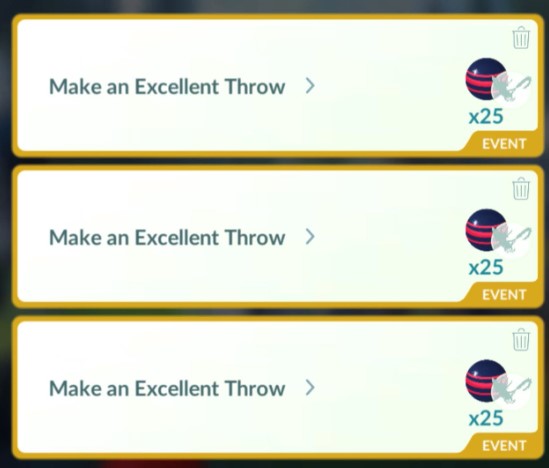 Make an Excellent Throw >
x25
EVENT
Make an Excellent Throw >
x25
EVENT
Make an Excellent Throw >
x25
EVENT